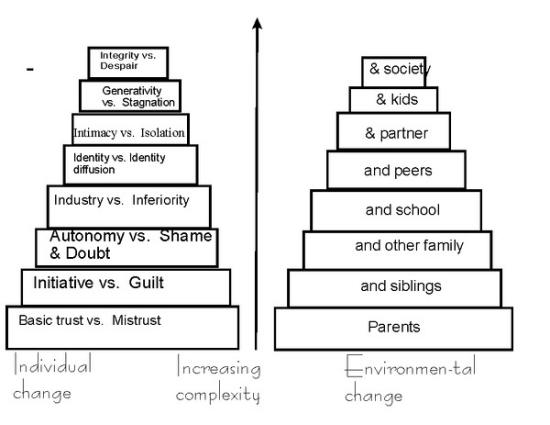 Integrity vs.
Despair
Generativity
vs. Stagnation
Intimacy vs. Isolation
Identity vs. Identity
diffusion
Industry vs. Inferiority
Autonomy vs. Shame
& Doubt
Initiative vs. Guilt
Basic trust vs. Mistrust
Individual
change
Increasing
complexity
& society
& kids
& partner
and peers
and school
and other family
and siblings
Parents
Environmen-tal
change